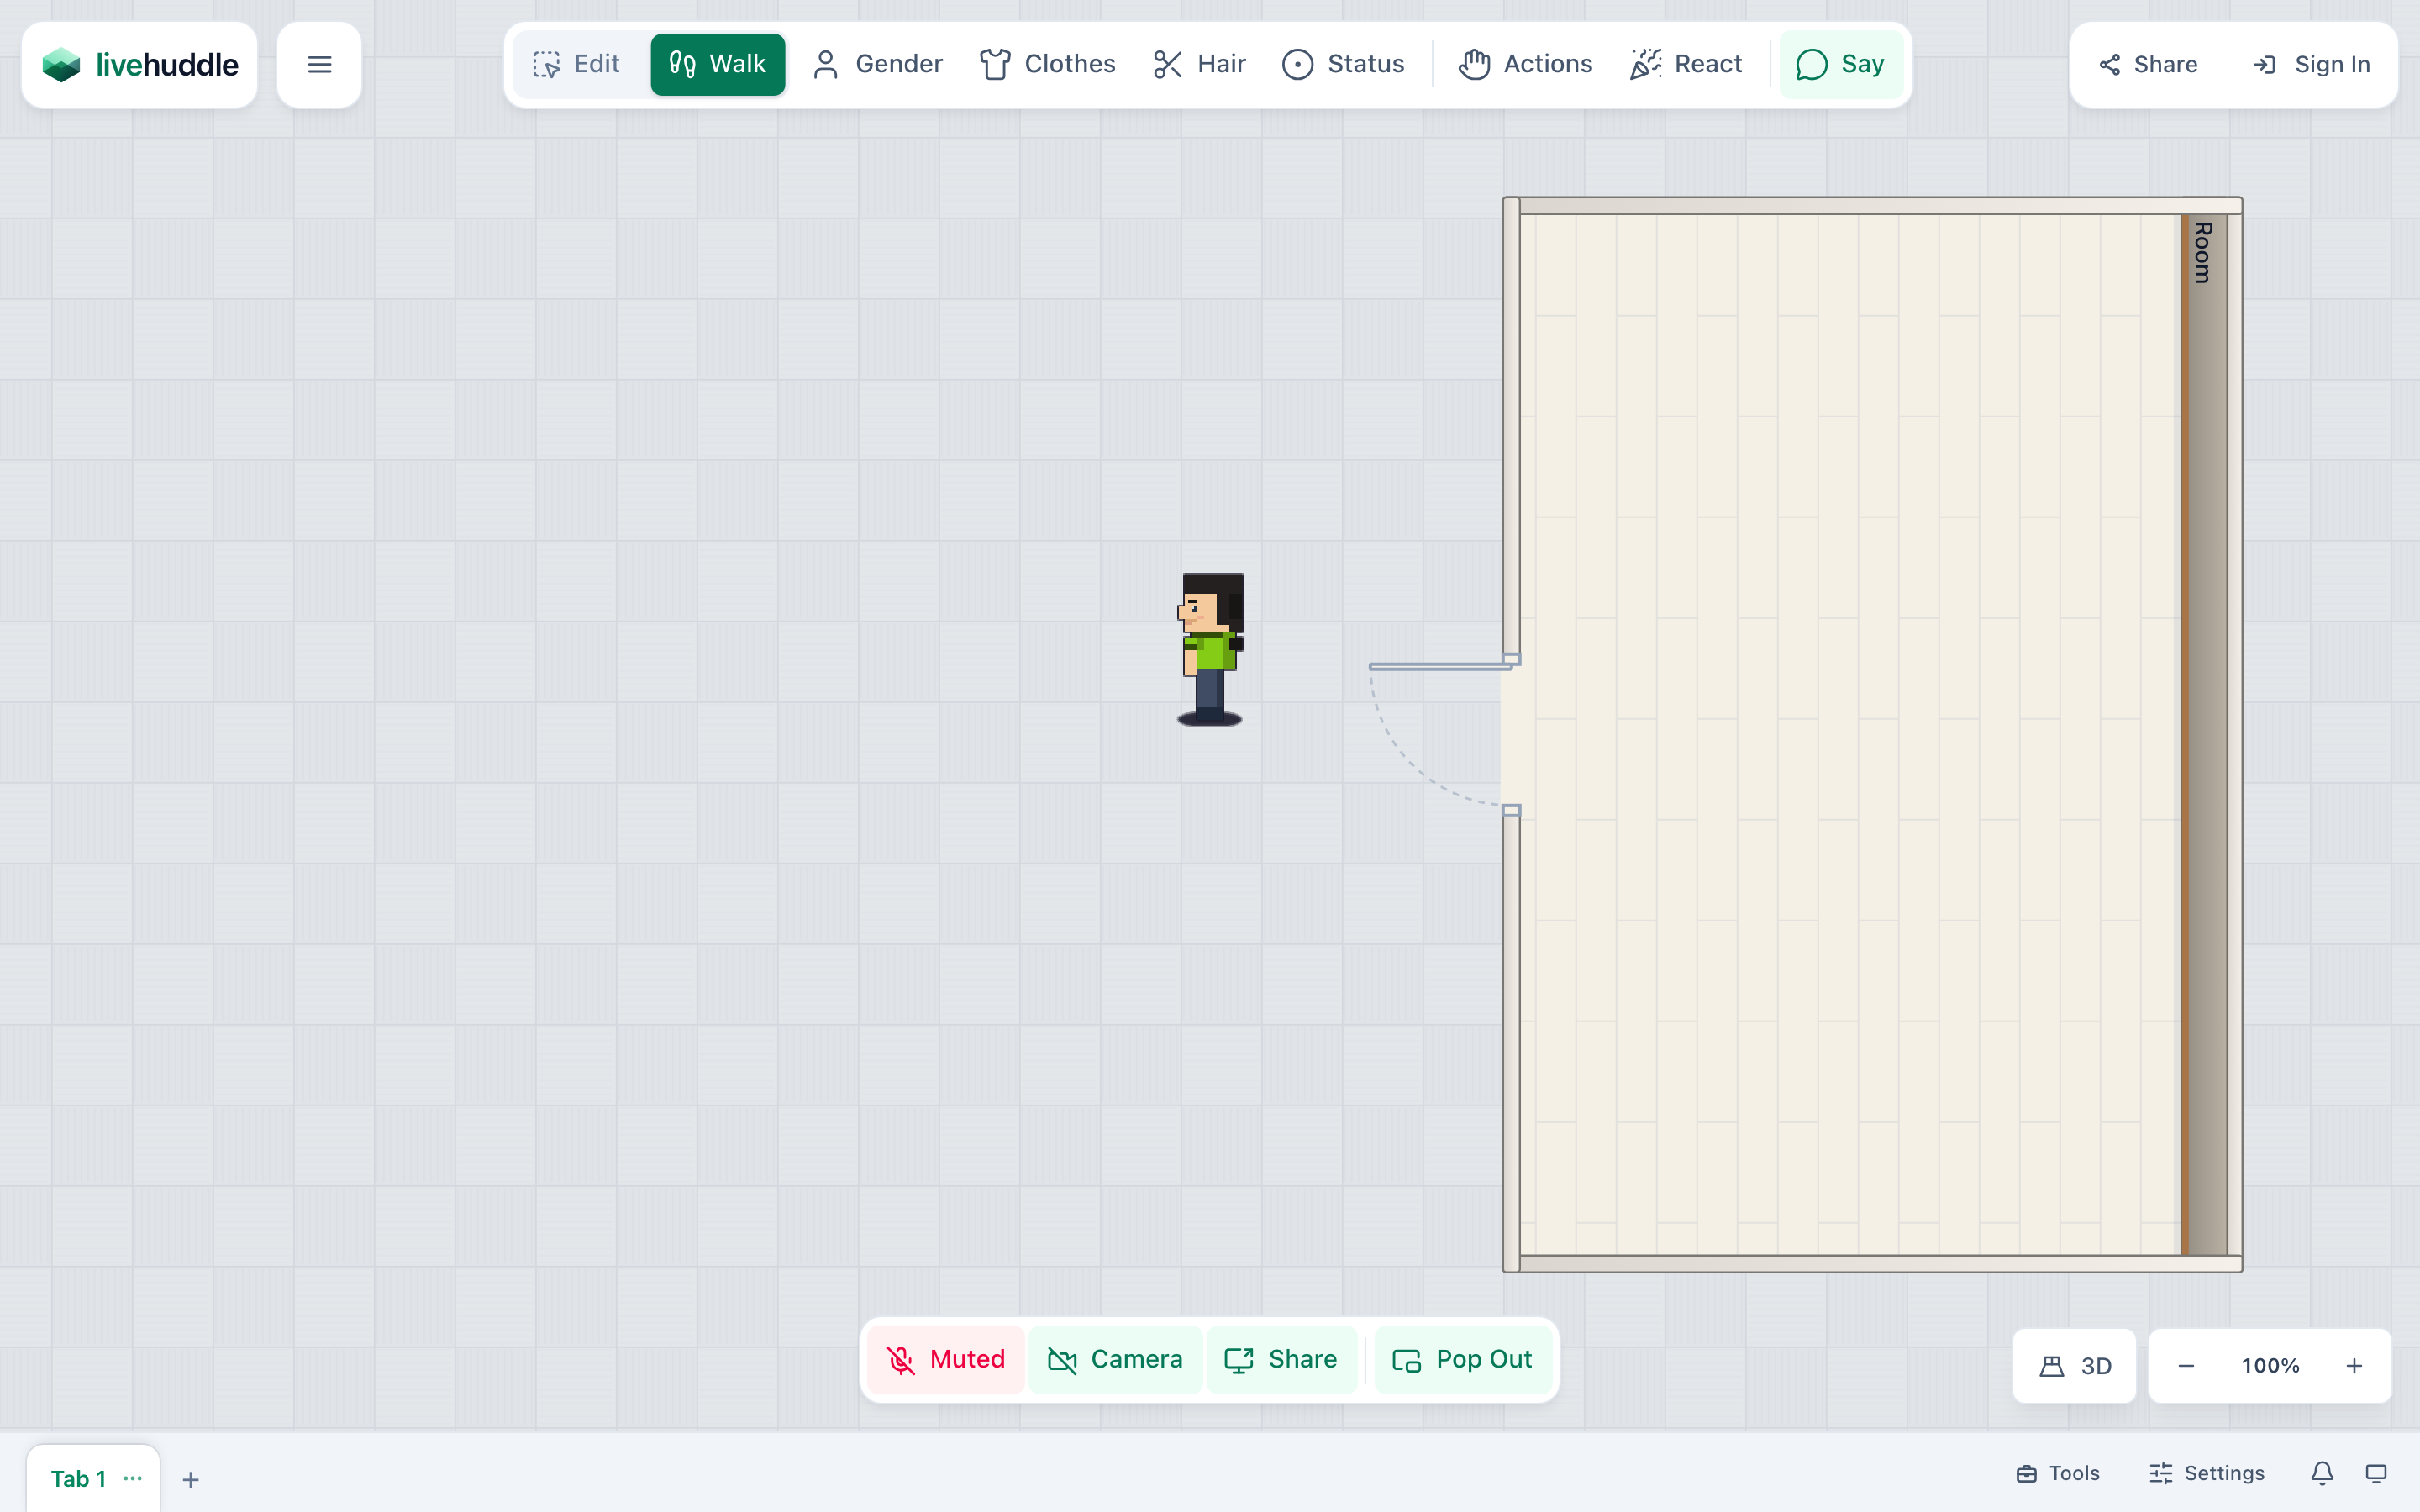 livehuddle
Edit
Walk
Gender
Clothes
Hair
Status
Actions
React
Say
Share
Sign In
Room
Muted
Camera
Share
Pop Out
3D
100%
Tab 1
Tools
Settings